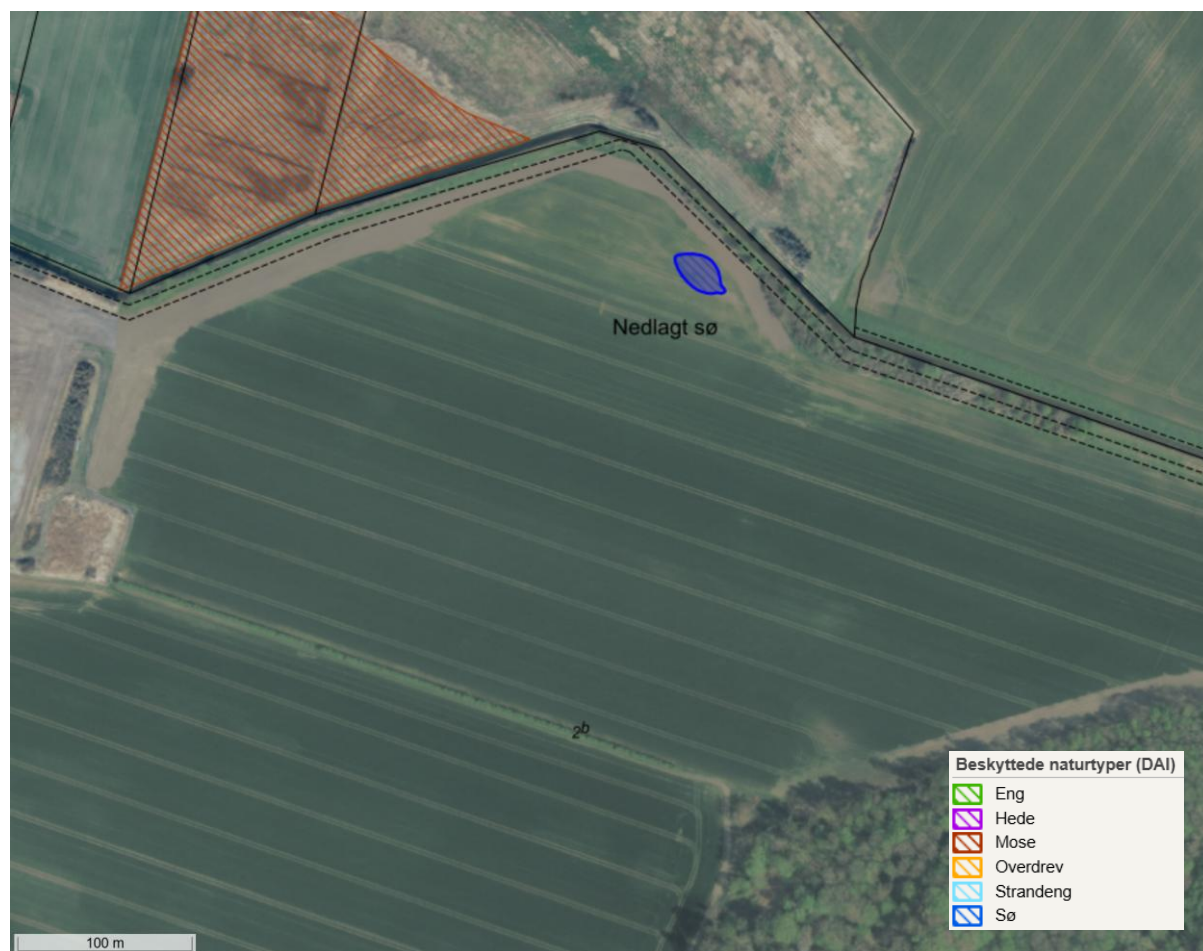 Nedlagt sø
2b
Beskyttede naturtyper (DAI)
Eng
Hede
Mose
Overdrev
Strandeng
Sø
100 m